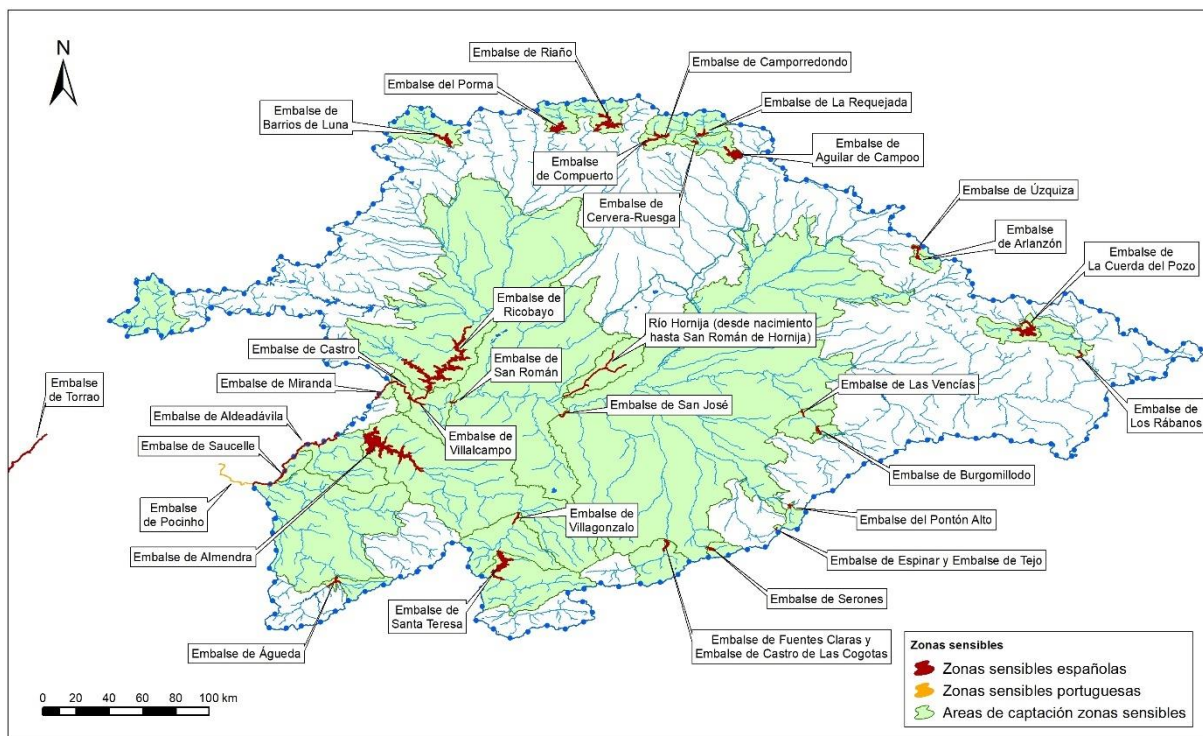 N
Embalse de Riaño
Embalse de Camporredondo
Embalse del Porma
Embalse de La Requejada
Embalse de
Barrios de Luna
Embalse de
Aguilar de Campoo
Embalse
de Compuerto
Embalse de
Cervera-Ruesga
Embalse de Úzquiza
Embalse
de Arlanzón
Embalse de
La Cuerda del Pozo
Embalse de
Ricobayo
Río Hornija (desde nacimiento
hasta San Román de Hornija)
Embalse de Castro
Embalse de
San Román
Embalse de Miranda
Embalse de Las Vencías
Embalse
de Torrao
Embalse de San José
Embalse de
Los Rábanos
Embalse de Aldeadávila
Embalse de
Villalcampo
Embalse de Saucelle
Embalse de Burgomillodo
Embalse
de Pocinho
Embalse de
Villagonzalo
Embalse del Pontón Alto
Embalse de Almendra
Embalse de Espinar y Embalse de Tejo
Embalse de Serones
Embalse de
Santa Teresa
Embalse de Fuentes Claras y
Embalse de Castro de Las Cogotas
Embalse de Águeda
Zonas sensibles
Zonas sensibles españolas
Zonas sensibles portuguesas
Areas de captación zonas sensibles
0 20 40 60 80 100 km